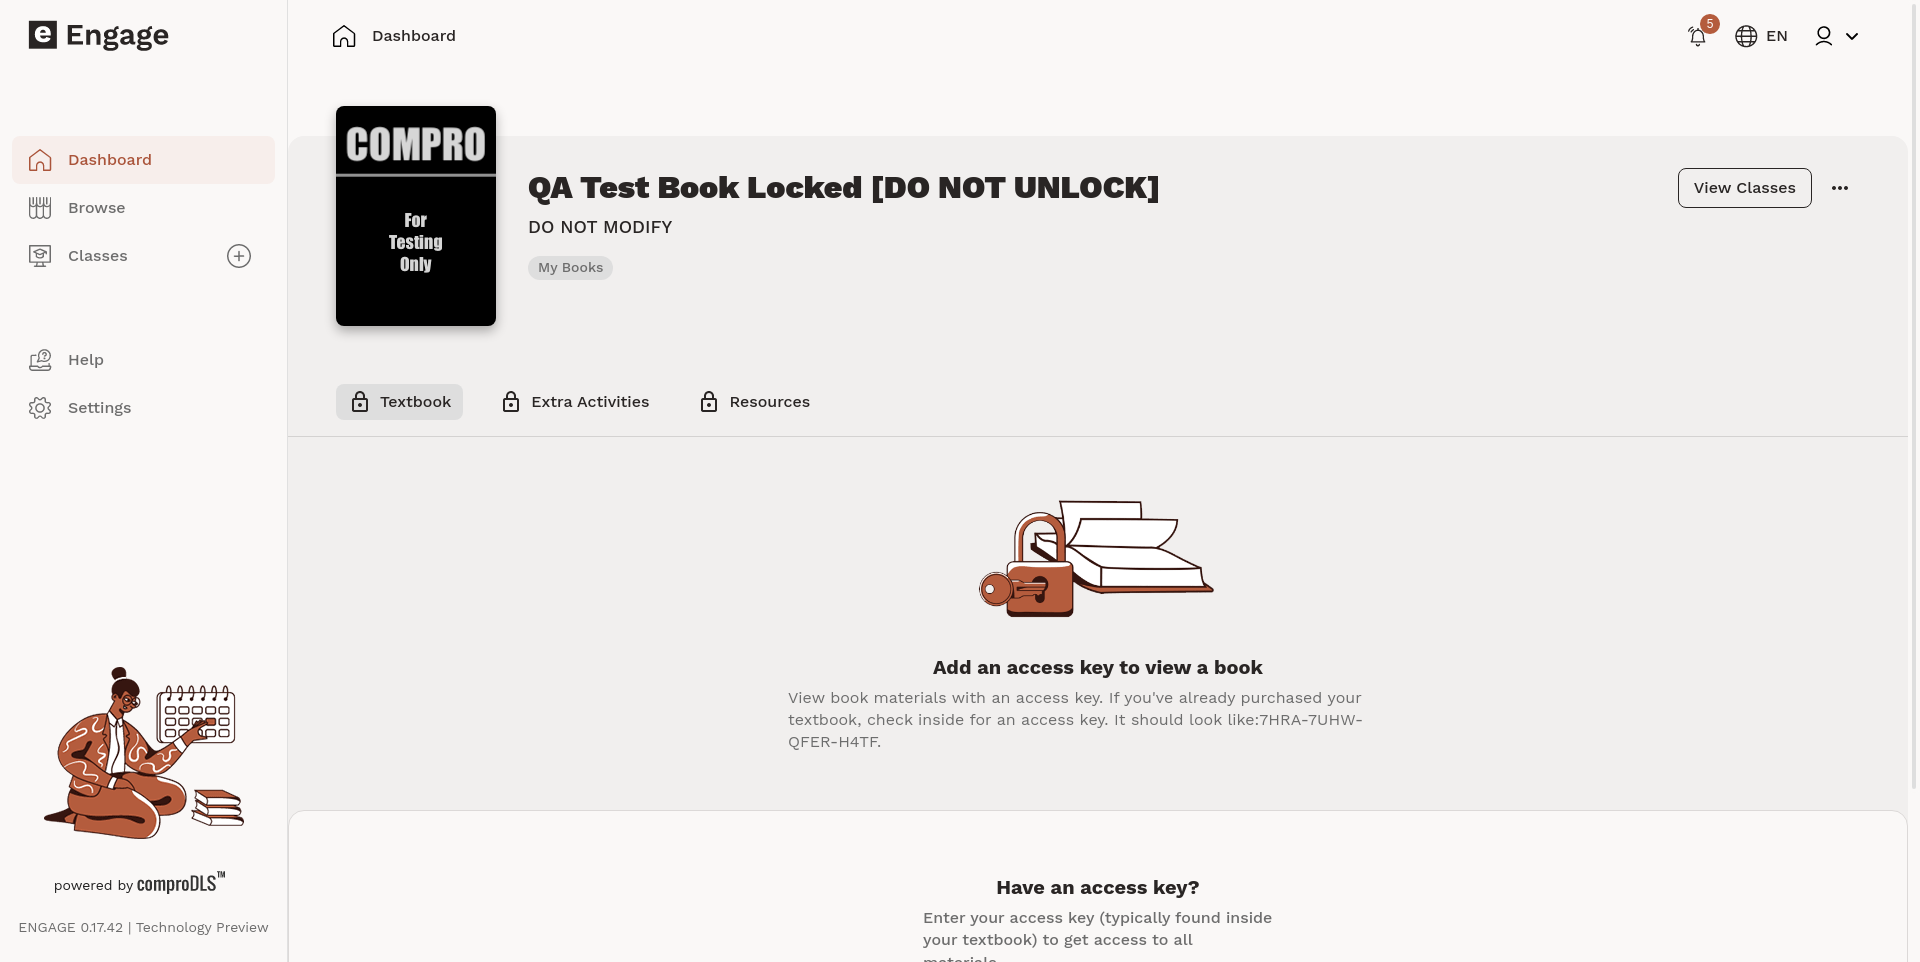 e Engage
Dashboard
5
EN
Dashboard
Browse
Classes
Help
Settings
COMPRO
For
Testing
Only
QA Test Book Locked [DO NOT UNLOCK]
DO NOT MODIFY
My Books
View Classes
Textbook
Extra Activities
Resources
Add an access key to view a book
View book materials with an access key. If you've already purchased your
textbook, check inside for an access key. It should look like:7HRA-7UHW-
QFER-H4TF.
Have an access key?
Enter your access key (typically found inside
your textbook) to get access to all
materials.
powered by comproDLS™
ENGAGE 0.17.42 | Technology Preview